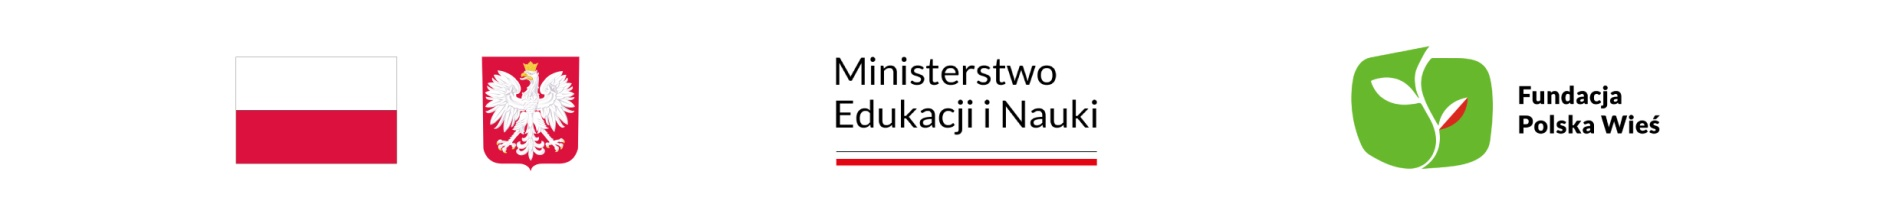 Ministerstwo
Edukacji i Nauki
Fundacja
Polska Wieś